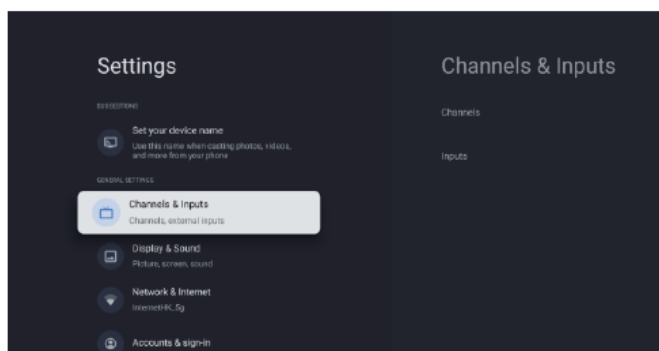 Settings
Channels & Inputs
SUGGESTIONS
Set your device name
Use this name when casting photos, videos,
and more from your phone
GENERAL SETTINGS
Channels & Inputs
Channels, external inputs
Display & Sound
Picture, screen, sound
Network & Internet
InternetHK_5g
Accounts & sign-in
Channels
Inputs